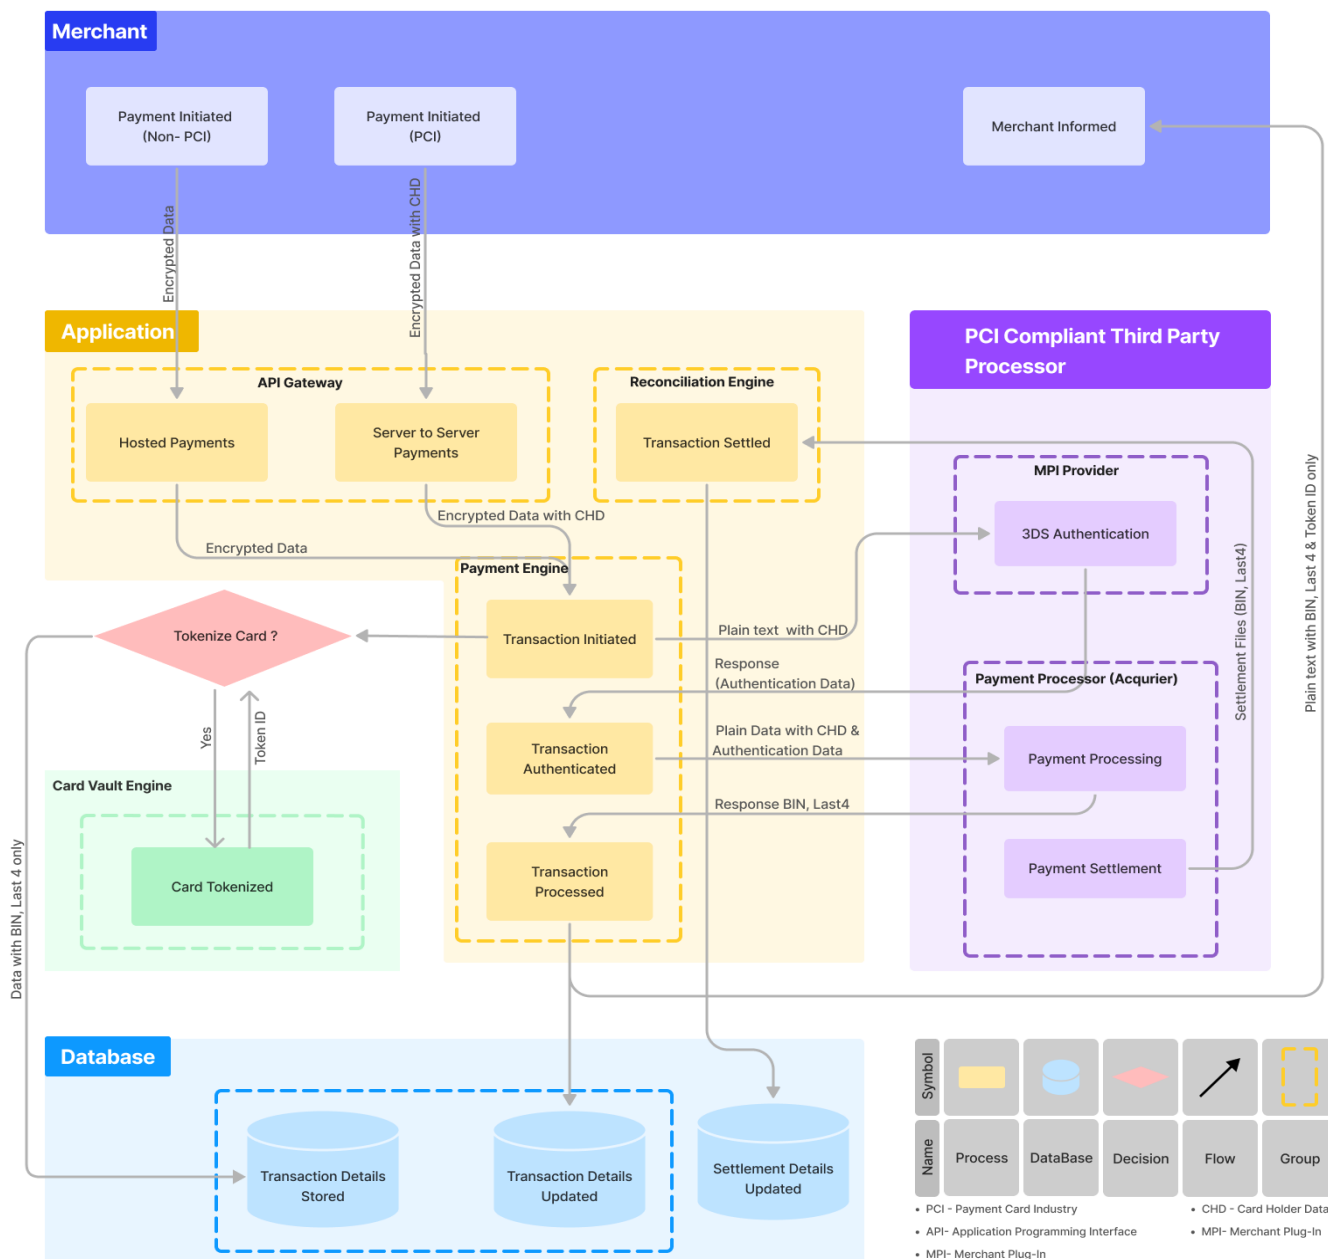 Merchant
Payment Initiated
(Non- PCI)
Payment Initiated
(PCI)
Merchant Informed
Encrypted Data
Encrypted Data with CHD
Application
API Gateway
Hosted Payments
Server to Server
Payments
Reconciliation Engine
Transaction Settled
PCI Compliant Third Party
Processor
MPI Provider
3DS Authentication
Encrypted Data with CHD
Encrypted Data
Payment Engine
Transaction Initiated
Plain text  with CHD
Tokenize Card ?
Response
(Authentication Data)
Payment Processor (Acqurier)
Transaction
Authenticated
Plain Data with CHD &
Authentication Data
Payment Processing
Response BIN, Last4
Transaction
Processed
Payment Settlement
Settlement Files (BIN, Last4)
Plain text with BIN, Last 4 & Token ID only
Yes
Token ID
Card Vault Engine
Card Tokenized
Data with BIN, Last 4 only
Database
Transaction Details
Stored
Transaction Details
Updated
Settlement Details
Updated
Symbol
Name
Process
DataBase
Decision
Flow
Group
• PCI - Payment Card Industry
• CHD - Card Holder Data
• API- Application Programming Interface
• MPI- Merchant Plug-In
• MPI- Merchant Plug-In